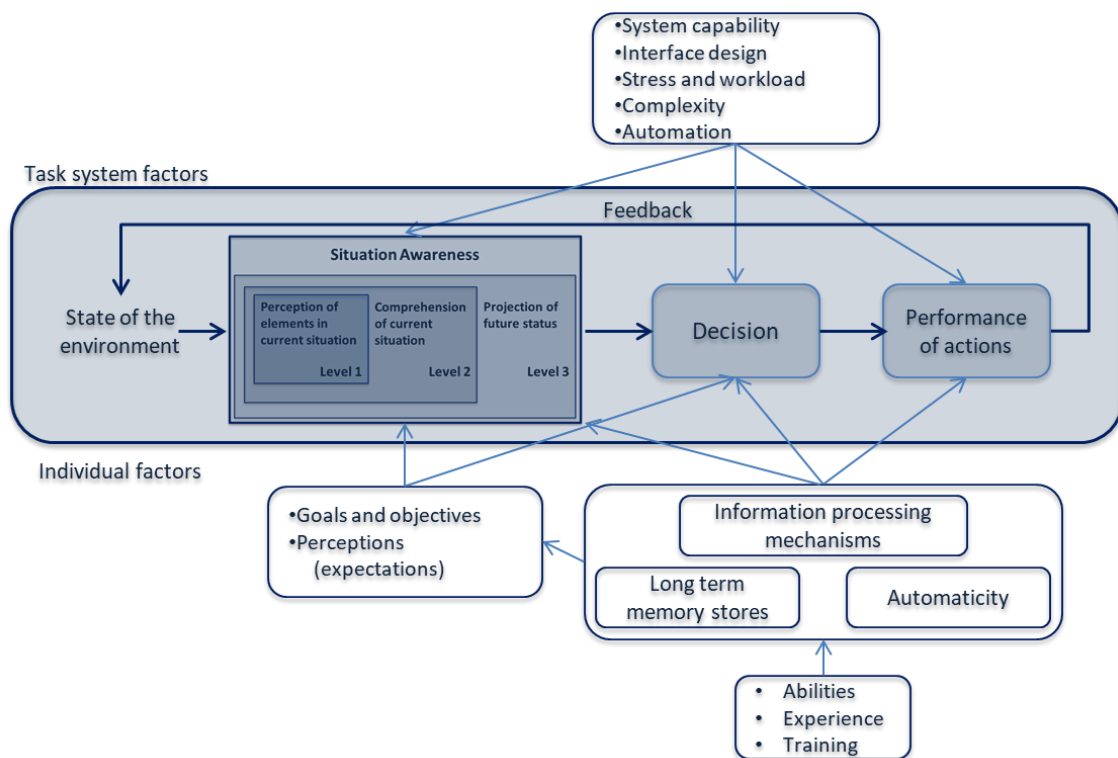 •System capability
•Interface design
•Stress and workload
•Complexity
•Automation
Task system factors
Feedback
Situation Awareness
State of the
environment
Perception of
elements in
current situation
Level 1
Comprehension
of current
situation
Level 2
Projection of
future status
Level 3
Decision
Performance
of actions
Individual factors
•Goals and objectives
•Perceptions
(expectations)
Information processing
mechanisms
Long term
memory stores
Automaticity
• Abilities
• Experience
• Training